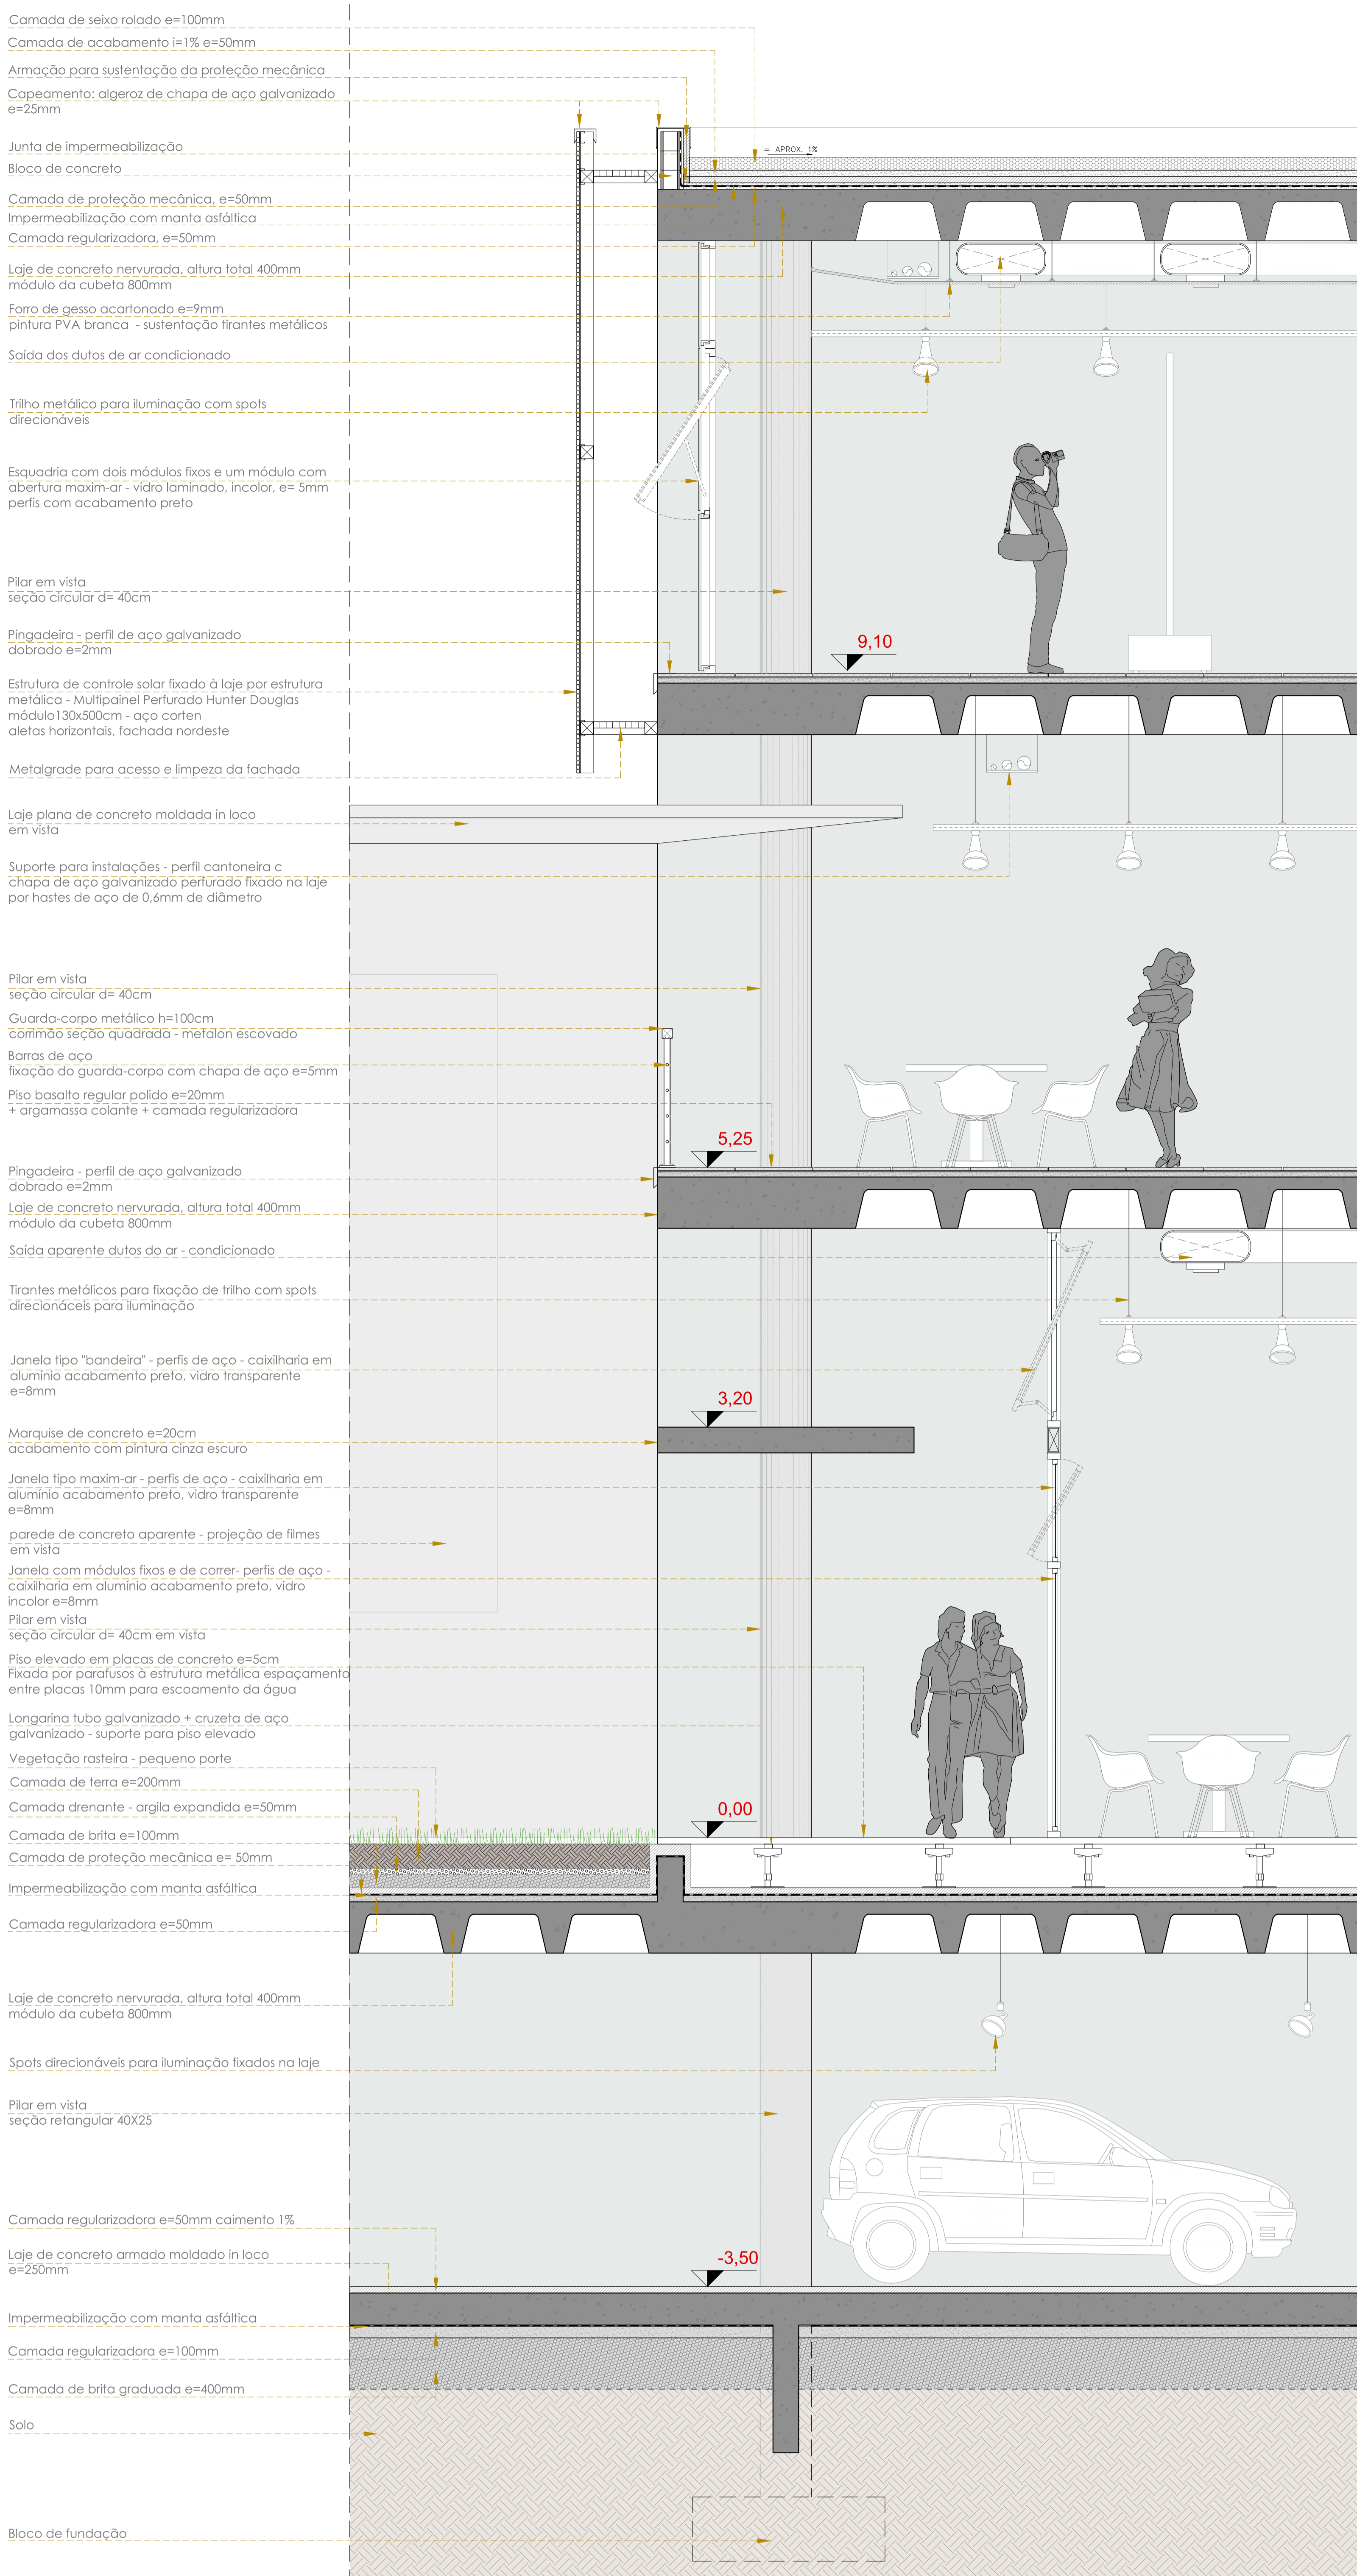 Camada de seixo rolado e=100mm
Camada de acabamento i=1% e=50mm
Armação para sustentação da proteção mecânica
Capeamento: algeroz de chapa de aço galvanizado
e=25mm
Junta de impermeabilização
i= APROX. 1%
Bloco de concreto
Camada de proteção mecânica, e=50mm
Impermeabilização com manta asfáltica
Camada regularizadora, e=50mm
Laje de concreto nervurada, altura total 400mm
módulo da cubeta 800mm
Forro de gesso acartonado e=9mm
pintura PVA branca - sustentação tirantes metálicos
Saída dos dutos de ar condicionado
Trilho metálico para iluminação com spots
direcionáveis
Esquadria com dois módulos fixos e um módulo com
abertura maxim-ar - vidro laminado, incolor, e= 5mm
perfis com acabamento preto
Pilar em vista
seção circular d= 40cm
Pingadeira - perfil de aço galvanizado
dobrado e=2mm
9,10
Estrutura de controle solar fixado à laje por estrutura
metálica - Multipainel Perfurado Hunter Douglas
módulo130x500cm - aço corten
aletas horizontais, fachada nordeste
Metalgrade para acesso e limpeza da fachada
Laje plana de concreto moldada in loco
em vista
Suporte para instalações - perfil cantoneira c
chapa de aço galvanizado perfurado fixado na laje
por hastes de aço de 0,6mm de diâmetro
Pilar em vista
seção circular d= 40cm
Guarda-corpo metálico h=100cm
corrimão seção quadrada - metalon escovado
Barras de aço
fixação do guarda-corpo com chapa de aço e=5mm
Piso basalto regular polido e=20mm
+ argamassa colante + camada regularizadora
5,25
Pingadeira - perfil de aço galvanizado
dobrado e=2mm
Laje de concreto nervurada, altura total 400mm
módulo da cubeta 800mm
Saída aparente dutos do ar - condicionado
Tirantes metálicos para fixação de trilho com spots
direcionáceis para iluminação
Janela tipo "bandeira" - perfis de aço - caixilharia em
alumínio acabamento preto, vidro transparente
e=8mm
3,20
Marquise de concreto e=20cm
acabamento com pintura cinza escuro
Janela tipo maxim-ar - perfis de aço - caixilharia em
alumínio acabamento preto, vidro transparente
e=8mm
parede de concreto aparente - projeção de filmes
em vista
Janela com módulos fixos e de correr- perfis de aço -
caixilharia em alumínio acabamento preto, vidro
incolor e=8mm
Pilar em vista
seção circular d= 40cm em vista
Piso elevado em placas de concreto e=5cm
Fixada por parafusos à estrutura metálica espaçamento
entre placas 10mm para escoamento da água
Longarina tubo galvanizado + cruzeta de aço
galvanizado - suporte para piso elevado
Vegetação rasteira - pequeno porte
Camada de terra e=200mm
Camada drenante - argila expandida e=50mm
0,00
Camada de brita e=100mm
Camada de proteção mecânica e= 50mm
Impermeabilização com manta asfáltica
Camada regularizadora e=50mm
Laje de concreto nervurada, altura total 400mm
módulo da cubeta 800mm
Spots direcionáveis para iluminação fixados na laje
Pilar em vista
seção retangular 40X25
Camada regularizadora e=50mm caimento 1%
Laje de concreto armado moldado in loco
e=250mm
-3,50
Impermeabilização com manta asfáltica
Camada regularizadora e=100mm
Camada de brita graduada e=400mm
Solo
Bloco de fundação